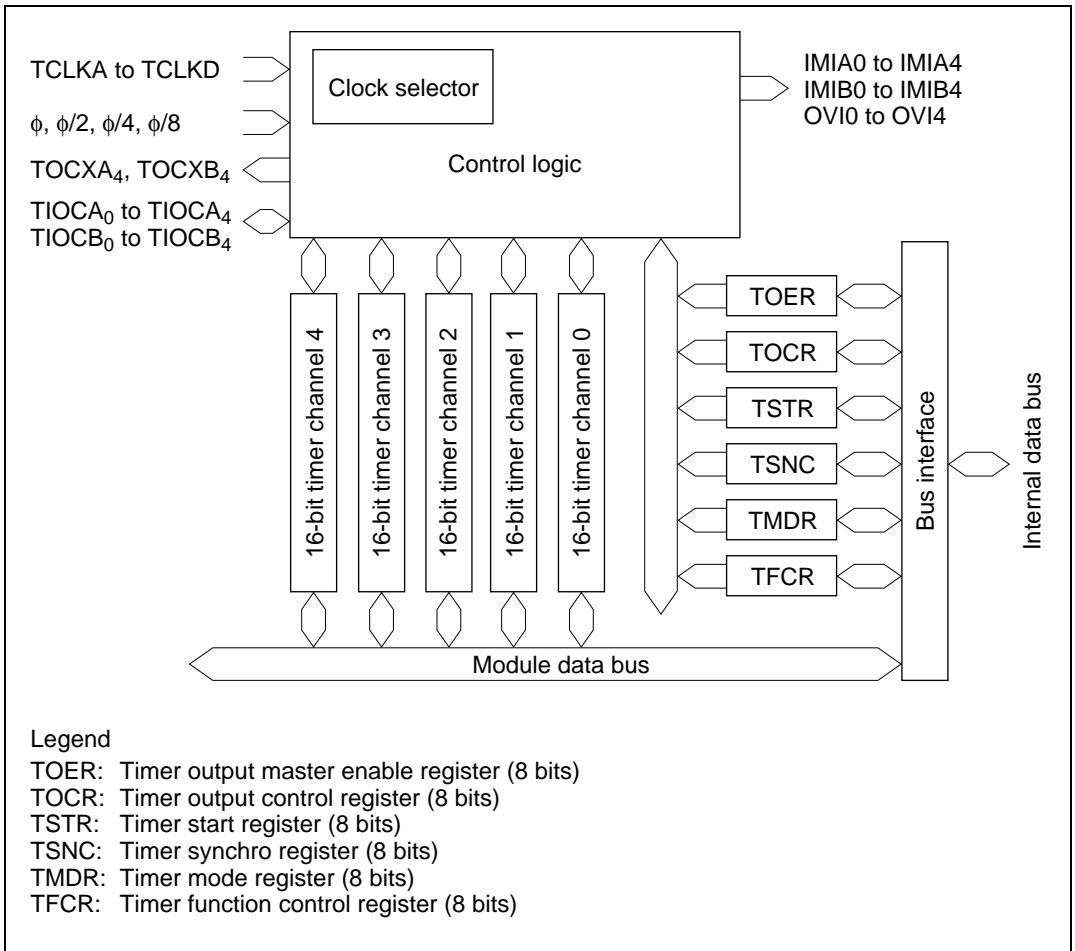 TCLKA to TCLKD
ϕ, ϕ/2, ϕ/4, ϕ/8
TOCXA₄, TOCXB₄
TIOCA₀ to TIOCA₄
TIOCB₀ to TIOCB₄
Clock selector
Control logic
IMIA0 to IMIA4
IMIB0 to IMIB4
OVI0 to OVI4
16-bit timer channel 4
16-bit timer channel 3
16-bit timer channel 2
16-bit timer channel 1
16-bit timer channel 0
TOER
TOCR
TSTR
TSNC
TMDR
TFCR
Bus interface
Internal data bus
Module data bus
Legend
TOER: Timer output master enable register (8 bits)
TOCR: Timer output control register (8 bits)
TSTR: Timer start register (8 bits)
TSNC: Timer synchro register (8 bits)
TMDR: Timer mode register (8 bits)
TFCR: Timer function control register (8 bits)